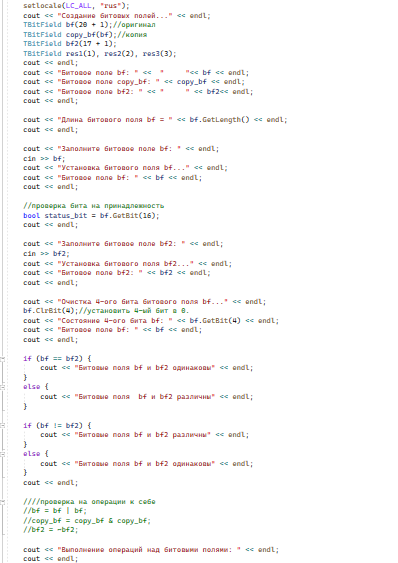 setlocale(LC_ALL, "rus");
cout << "Создание битовых полей..." << endl;
TBitField bf(20 + 1);//оригинал
TBitField copy_bf(bf);//копия
TBitField bf2(17 + 1);
TBitField res1(1), res2(2), res3(3);
cout << endl;
cout << "Битовое поле bf: " << "     "<< bf << endl;
cout << "Битовое поле copy_bf: " << copy_bf << endl;
cout << "Битовое поле bf2: " << "     " << bf2<< endl;
cout << endl;
cout << "Длина битового поля bf = " << bf.GetLength() << endl;
cout << endl;
cout << "Заполните битовое поле bf: " << endl;
cin >> bf;
cout << "Установка битового поля bf..." << endl;
cout << "Битовое поле bf: " << bf << endl;
cout << endl;
//проверка бита на принадлежность
bool status_bit = bf.GetBit(16);
cout << endl;
cout << "Заполните битовое поле bf2: " << endl;
cin >> bf2;
cout << "Установка битового поля bf2..." << endl;
cout << "Битовое поле bf2: " << bf2 << endl;
cout << endl;
cout << "Очистка 4-ого бита битового поля bf..." << endl;
bf.ClrBit(4);//установить 4-ый бит в 0.
cout << "Состояние 4-ого бита bf: " << bf.GetBit(4) << endl;
cout << "Битовое поле bf: " << bf << endl;
cout << endl;
if (bf == bf2) {
cout << "Битовые поля bf и bf2 одинаковы" << endl;
}
else {
cout << "Битовые поля  bf и bf2 различны" << endl;
}
if (bf != bf2) {
cout << "Битовые поля bf и bf2 различны" << endl;
}
else {
cout << "Битовые поля bf и bf2 одинаковы" << endl;
}
cout << endl;
////проверка на операции к себе
//bf = bf | bf;
//copy_bf = copy_bf & copy_bf;
//bf2 = ~bf2;
cout << "Выполнение операций над битовыми полями: " << endl;
cout << endl;